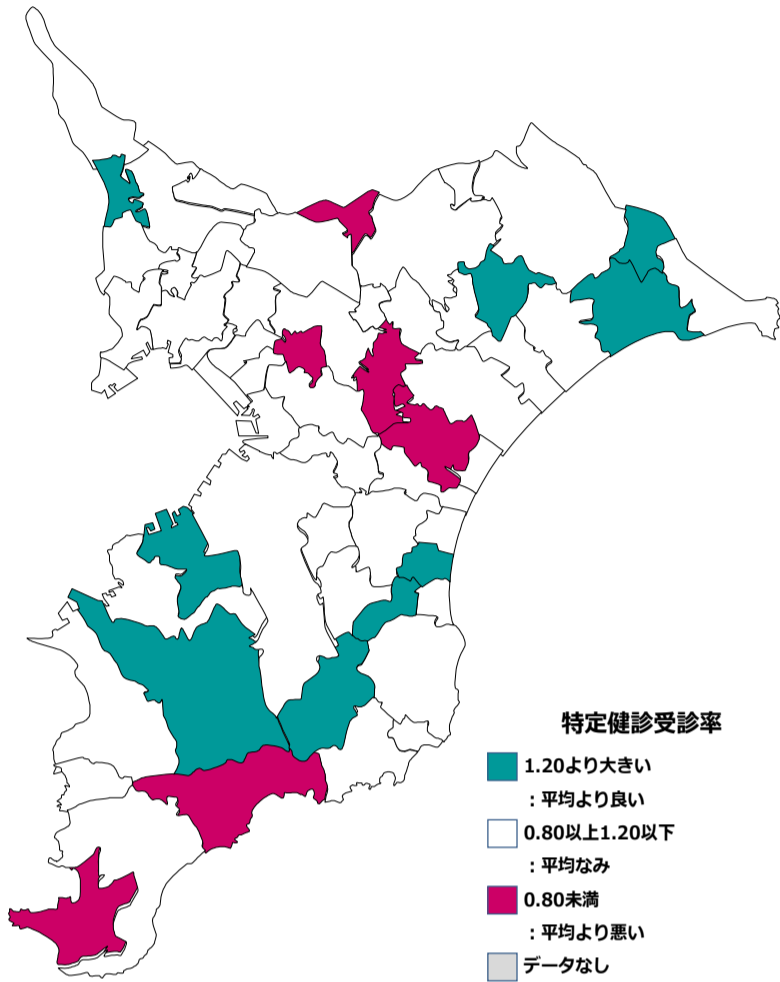 特定健診受診率
1.20より大きい
：平均より良い
0.80以上1.20以下
：平均なみ
0.80未満
：平均より悪い
データなし